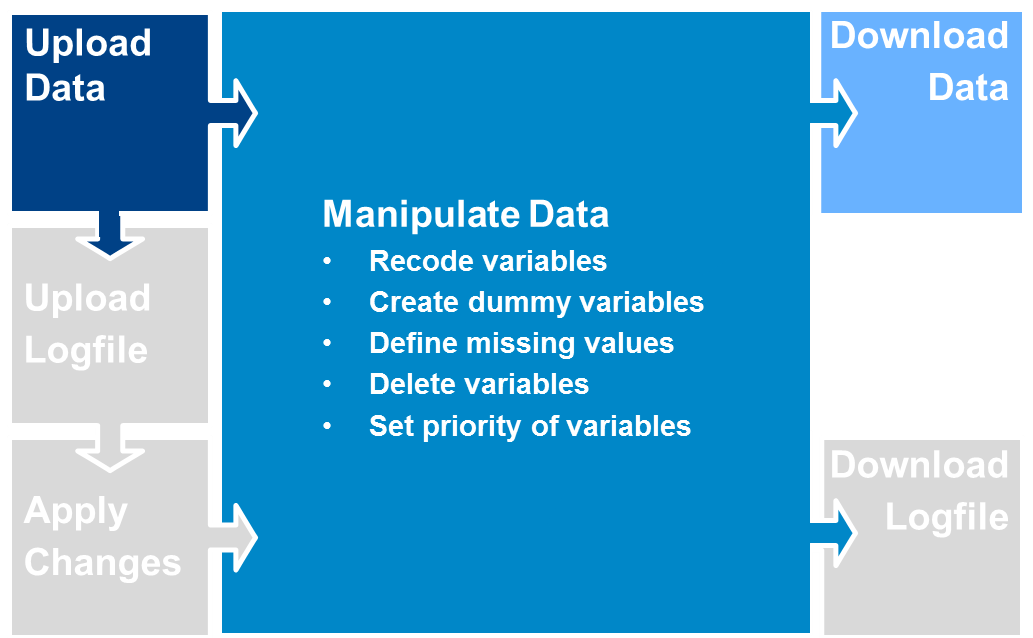 Upload
Data
Upload
Logfile
Apply
Changes
Manipulate Data
• Recode variables
• Create dummy variables
• Define missing values
• Delete variables
• Set priority of variables
Download
Data
Download
Logfile